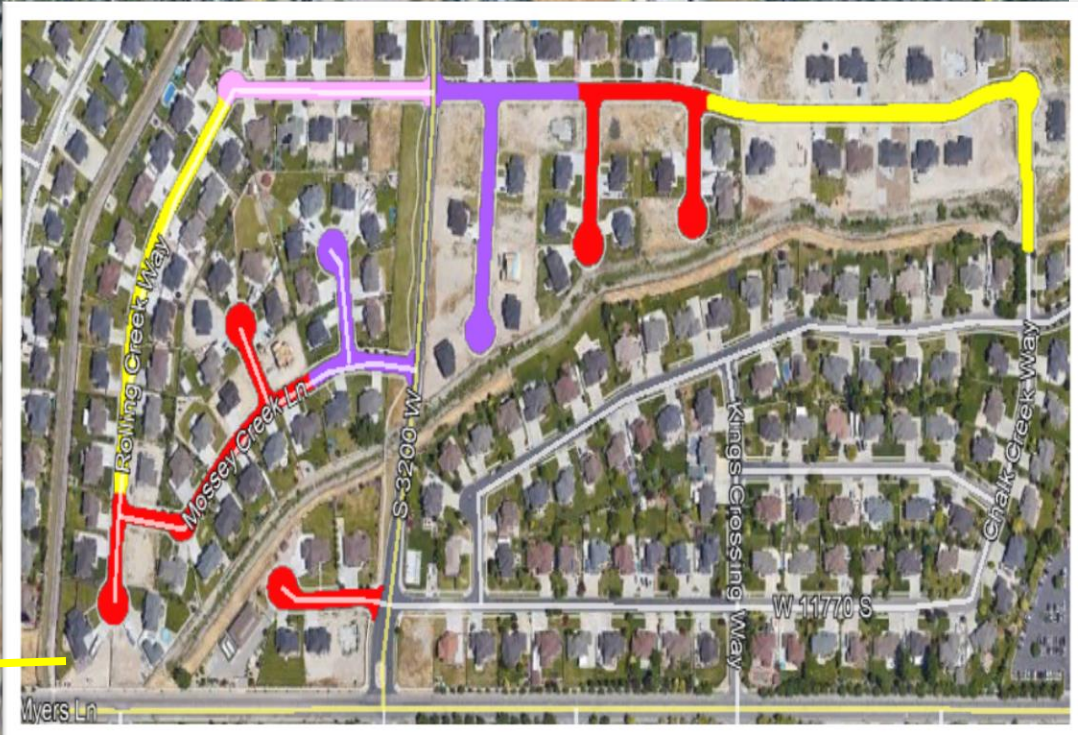 Rolling Creek Way
Mossey Creek Ln
S 3200 W
Kings Crossing Way
Chalk Creek Way
W 11770 S
Myers Ln